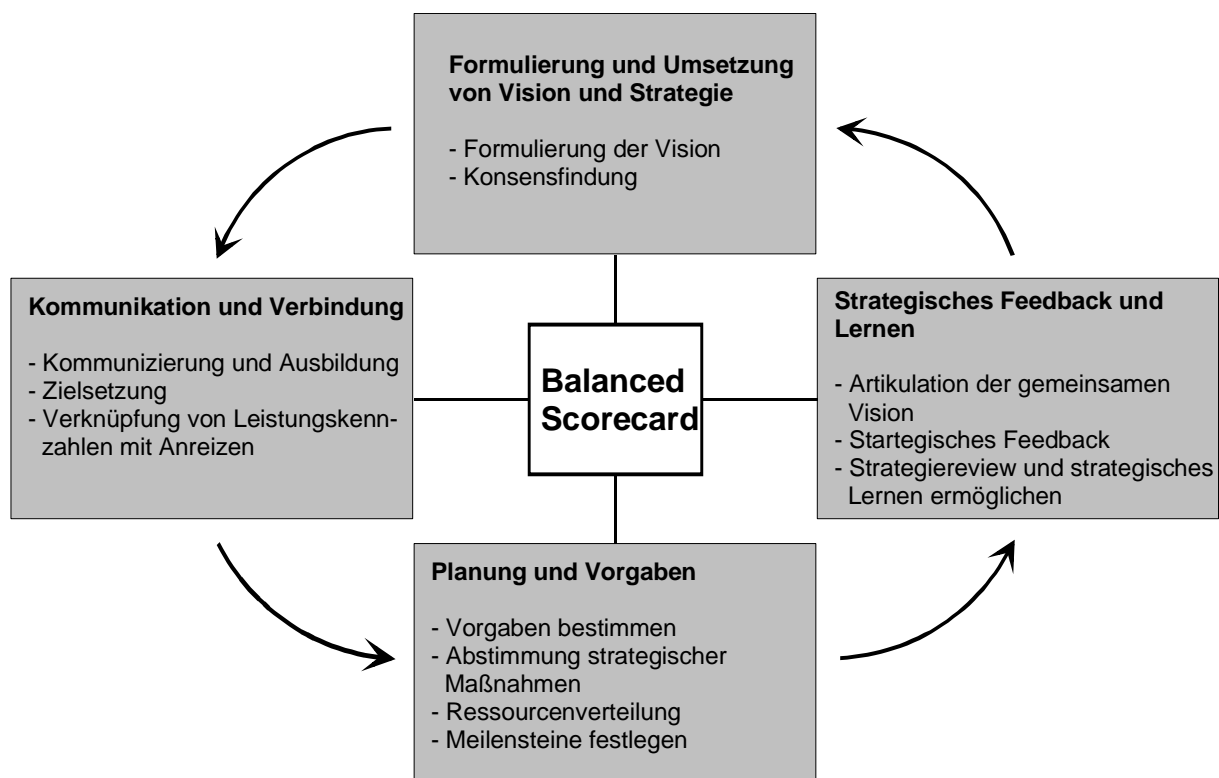 Formulierung und Umsetzung
von Vision und Strategie
- Formulierung der Vision
- Konsensfindung
Kommunikation und Verbindung
- Kommunizierung und Ausbildung
- Zielsetzung
- Verknüpfung von Leistungskenn-
zahlen mit Anreizen
Balanced
Scorecard
Strategisches Feedback und
Lernen
- Artikulation der gemeinsamen
Vision
- Startegisches Feedback
- Strategiereview und strategisches
Lernen ermöglichen
Planung und Vorgaben
- Vorgaben bestimmen
- Abstimmung strategischer
Maßnahmen
- Ressourcenverteilung
- Meilensteine festlegen